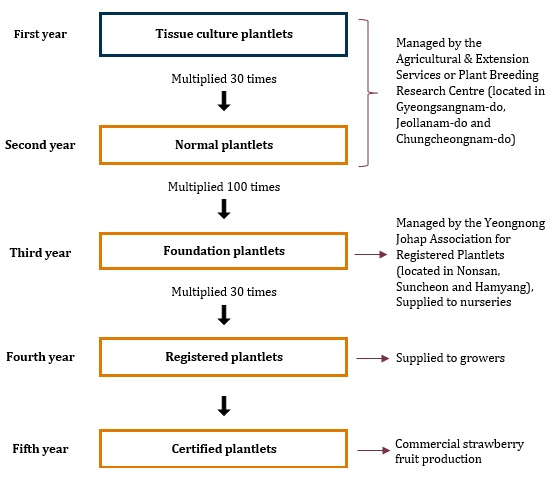 First year
Tissue culture plantlets
Managed by the
Agricultural & Extension
Services or Plant Breeding
Research Centre (located in
Gyeongsangnam-do,
Jeollanam-do and
Chungcheongnam-do)
Multiplied 30 times
Second year
Normal plantlets
Multiplied 100 times
Third year
Foundation plantlets
Managed by the Yeongnong
Johap Association for
Registered Plantlets
(located in Nonsan,
Suncheon and Hamyang),
Supplied to nurseries
Multiplied 30 times
Fourth year
Registered plantlets
Supplied to growers
Fifth year
Certified plantlets
Commercial strawberry
fruit production